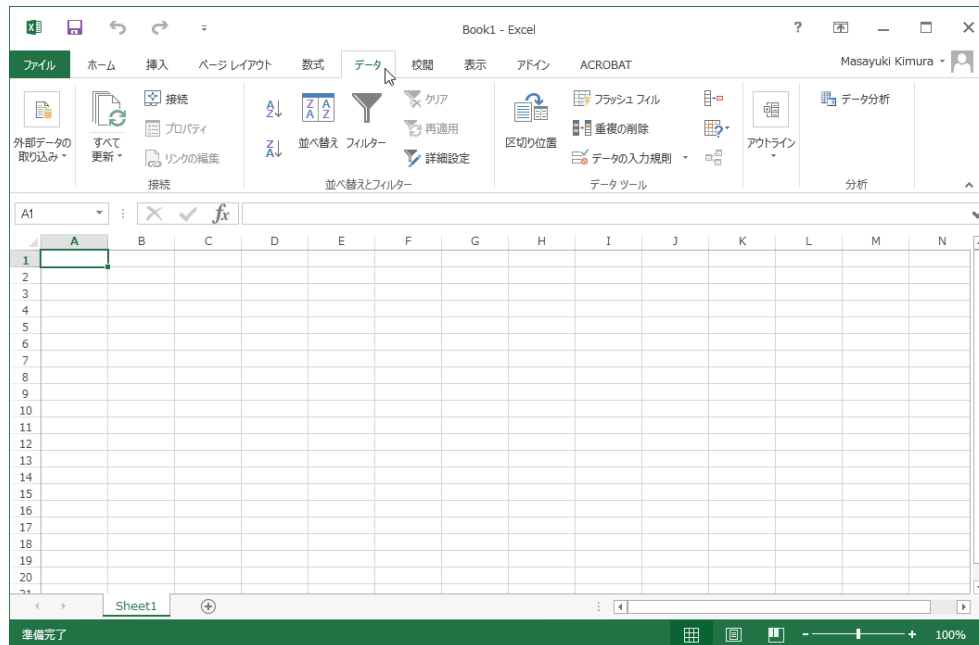 Book1 - Excel
?
ファイル ホーム 挿入 ページ レイアウト 数式 データ 校閲 表示 アドイン ACROBAT Masayuki Kimura
外部データの
取り込み
すべて
更新
接続
プロパティ
リンクの編集
接続
並べ替え フィルター
クリア
再適用
詳細設定
並べ替えとフィルター
区切り位置
フラッシュ フィル
重複の削除
データの入力規則
データ ツール
アウトライン
データ分析
分析
A1 fx
A B C D E F G H I J K L M N
1
2
3
4
5
6
7
8
9
10
11
12
13
14
15
16
17
18
19
20
21
Sheet1
準備完了 100%